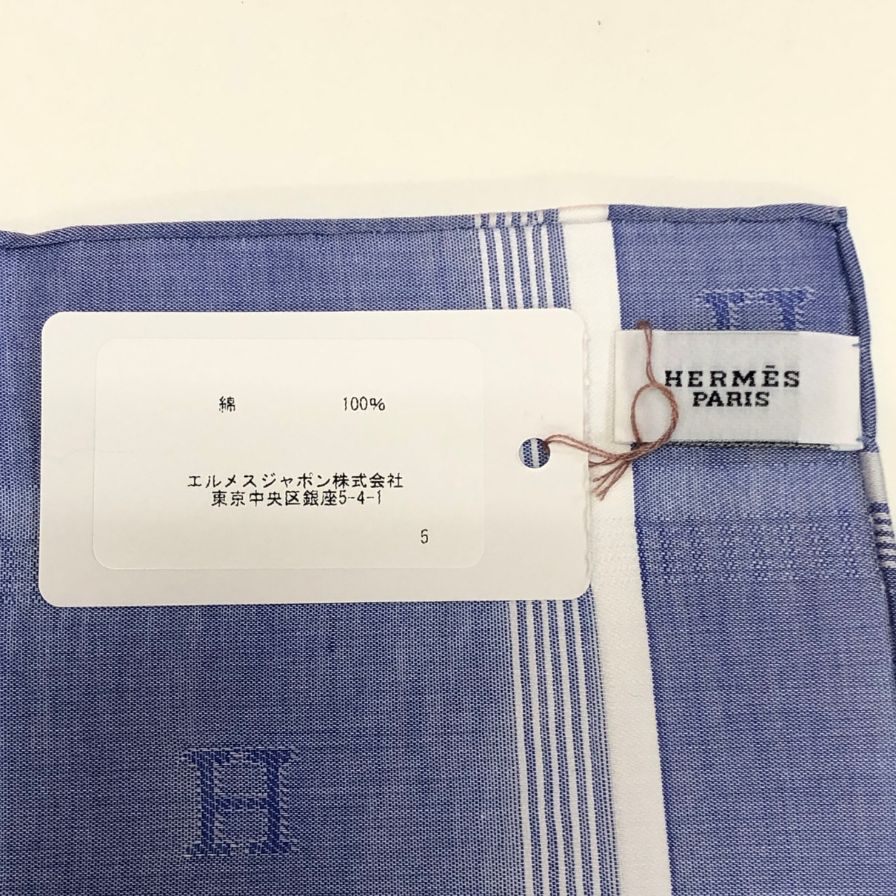 綿 100%
エルメスジャポン株式会社
東京中央区銀座5-4-1
5
HERMĒS
PARIS
H
H